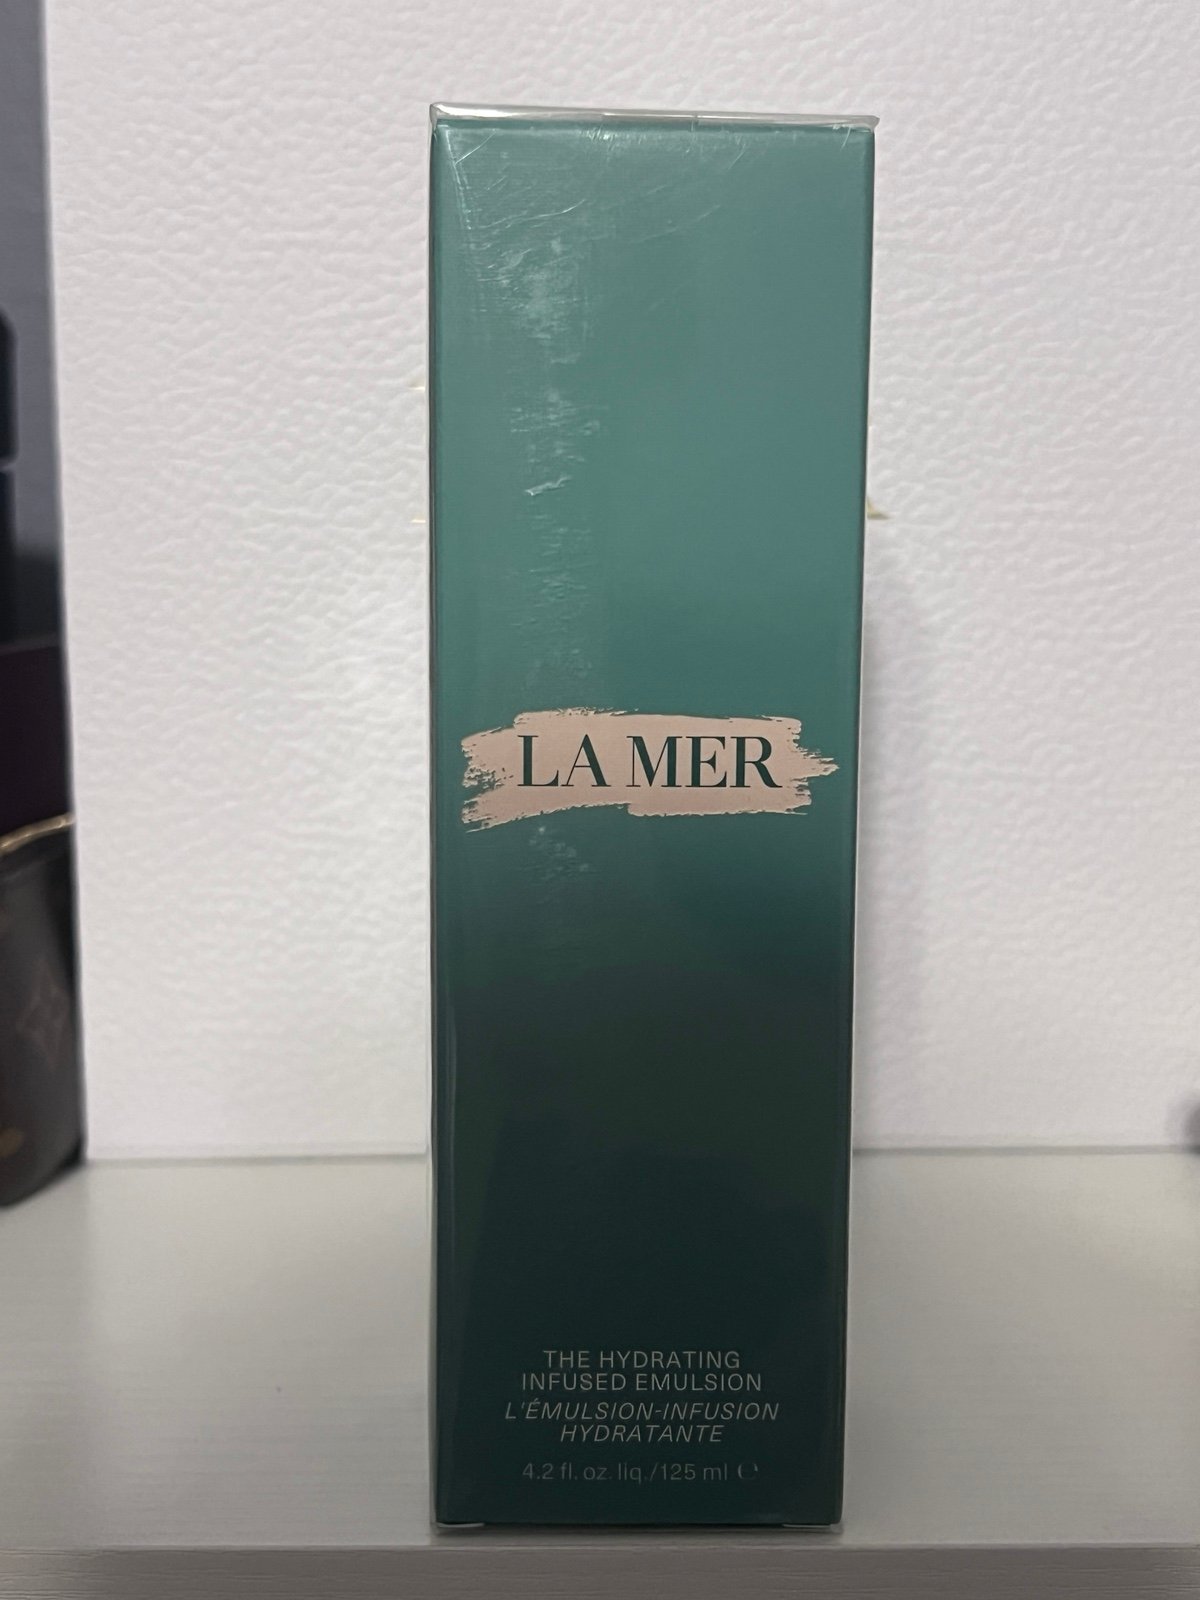 LA MER
THE HYDRATING
INFUSED EMULSION
L'ÉMULSION-INFUSION
HYDRATANTE
4.2 fl. oz. liq./125 ml ℮